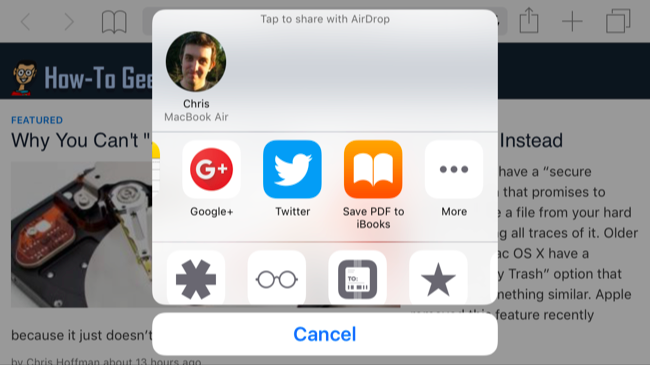 Tap to share with AirDrop
Chris
MacBook Air
How-To Gee
FEATURED
Why You Can't "
Instead
Google+
Twitter
Save PDF to
iBooks
More
have a “secure
that promises to
e a file from your hard
ng all traces of it. Older
ac OS X have a
y Trash” option that
mething similar. Apple
this feature recently
TO:
because it just doesn't
Cancel
by Chris Hoffman about 13 hours ago